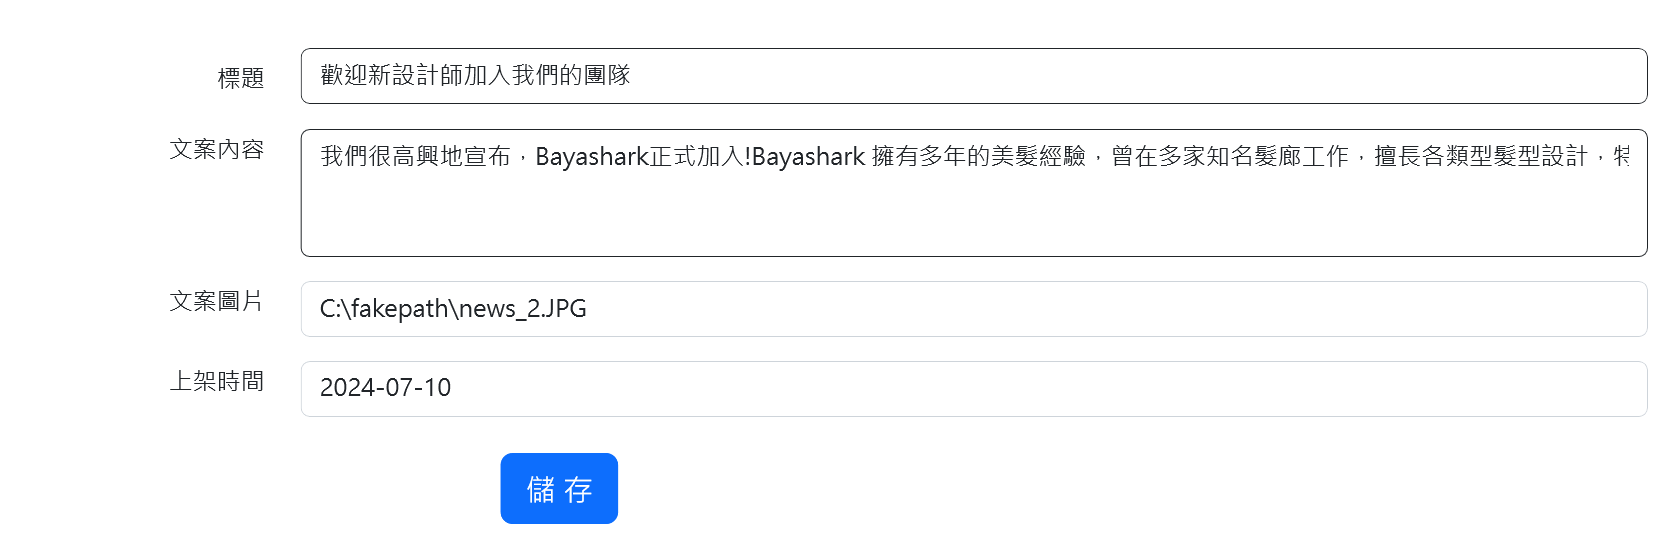 標題
歡迎新設計師加入我們的團隊
文案內容
我們很高興地宣布，Bayashark正式加入!Bayashark 擁有多年的美髮經驗，曾在多家知名髮廊工作，擅長各類型髮型設計，特
文案圖片
C:\fakepath\news_2.JPG
上架時間
2024-07-10
儲 存